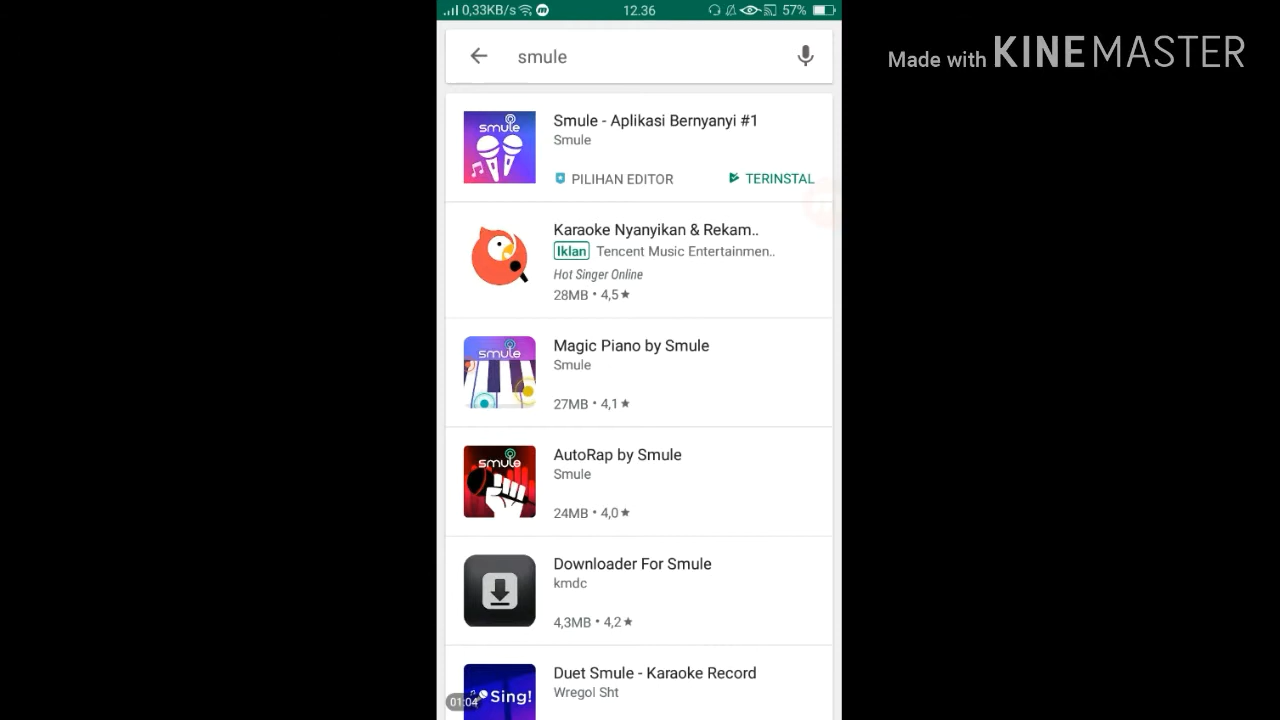 0,33KB/s
12.36
57%
Made with KINEMASTER
smule
smule
Smule - Aplikasi Bernyanyi #1
Smule
PILIHAN EDITOR
TERINSTAL
Karaoke Nyanyikan & Rekam..
Iklan Tencent Music Entertainmen..
Hot Singer Online
28MB • 4,5★
smule
Magic Piano by Smule
Smule
27MB • 4,1★
smule
AutoRap by Smule
Smule
24MB • 4,0★
Downloader For Smule
kmdc
4,3MB • 4,2★
Duet Smule - Karaoke Record
Wregol Sht
Sing!
01:04